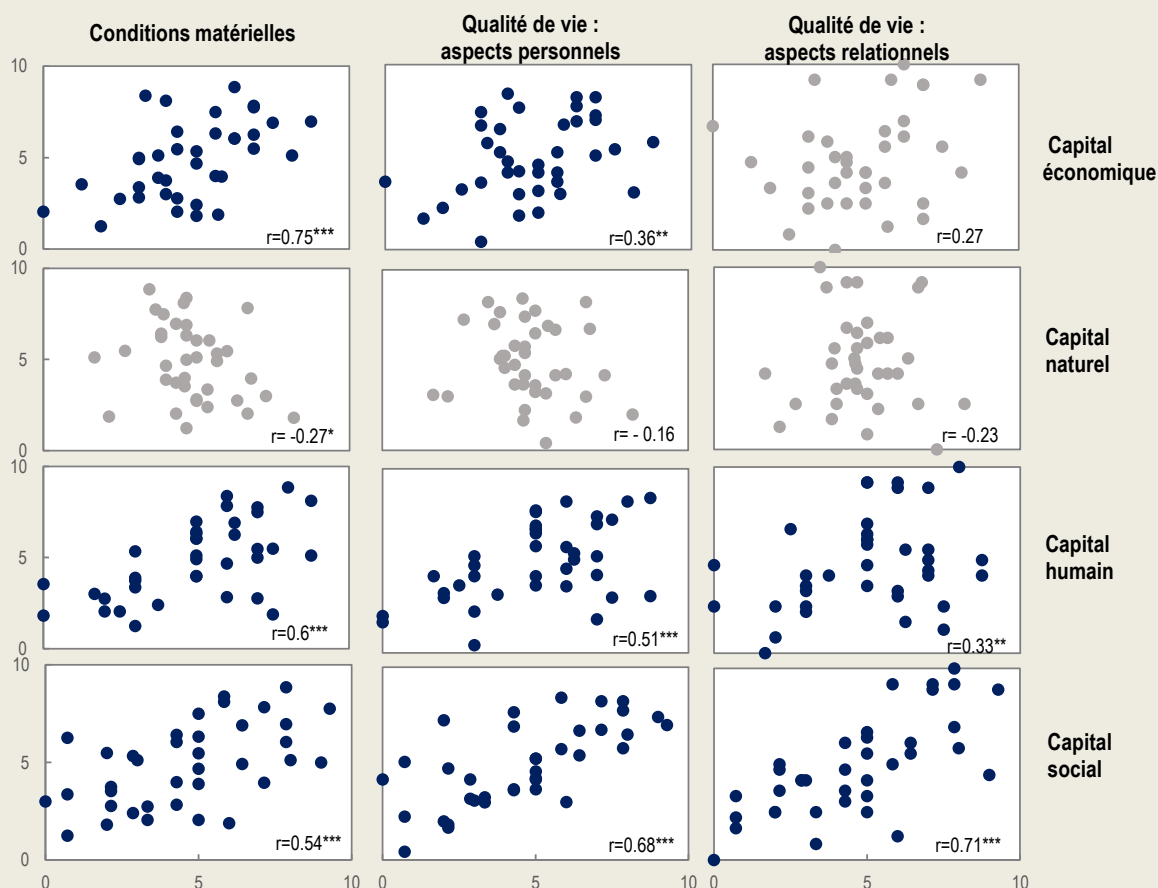 Conditions matérielles
Qualité de vie :
aspects personnels
Qualité de vie :
aspects relationnels
10
5
0
r=0.75***
r=0.36**
r=0.27
Capital
économique
10
5
0
r= -0.27*
r= - 0.16
r= -0.23
Capital
naturel
10
5
0
r=0.6***
r=0.51***
r=0.33**
Capital
humain
10
5
0
r=0.54***
r=0.68***
r=0.71***
Capital
social
0 5 10 0 5 10 0 5 10